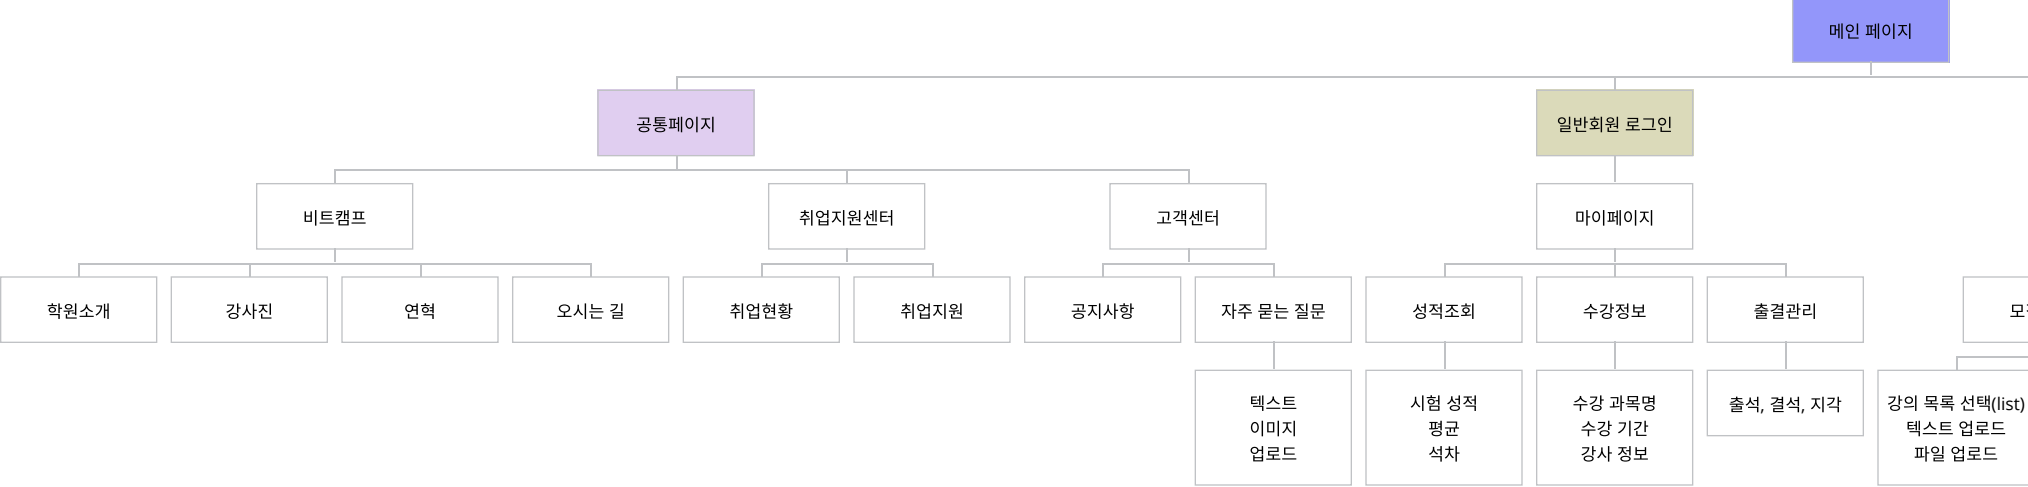 메인 페이지
공통페이지
일반회원 로그인
비트캠프
취업지원센터
고객센터
마이페이지
학원소개
강사진
연혁
오시는 길
취업현황
취업지원
공지사항
자주 묻는 질문
성적조회
수강정보
출결관리
텍스트
이미지
업로드
시험 성적
평균
석차
수강 과목명
수강 기간
강사 정보
출석, 결석, 지각
강의 목록 선택(list)
텍스트 업로드
파일 업로드